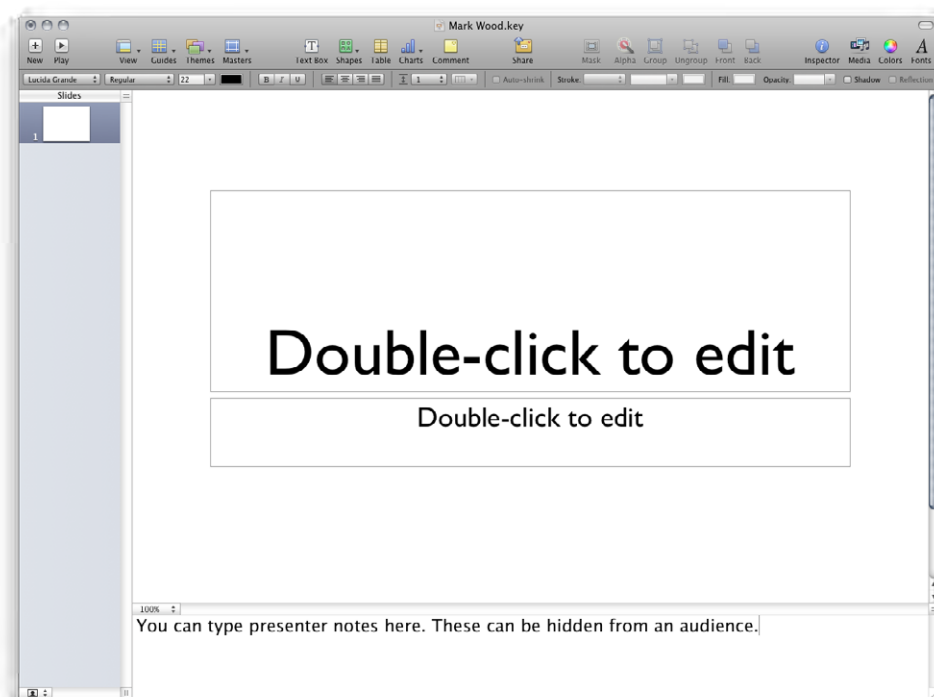 Mark Wood.key
New Play View Guides Themes Masters Text Box Shapes Table Charts Comment Share Mask Alpha Group Ungroup Front Back Inspector Media Colors Fonts
Lucida Grande Regular 22 B I U 1 Auto-shrink Stroke: Fill: Opacity: Shadow Reflection
Slides
1
Double-click to edit
Double-click to edit
100%
You can type presenter notes here. These can be hidden from an audience.